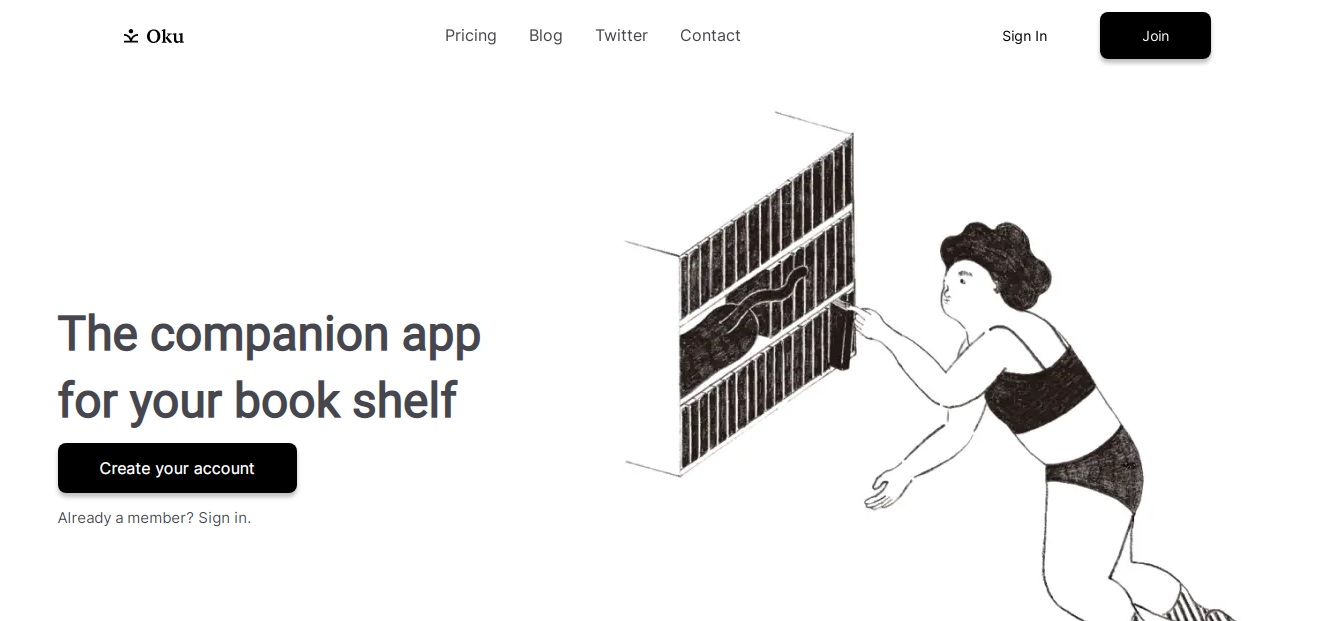 Oku
Pricing Blog Twitter Contact
Sign In
Join
The companion app
for your book shelf
Create your account
Already a member? Sign in.